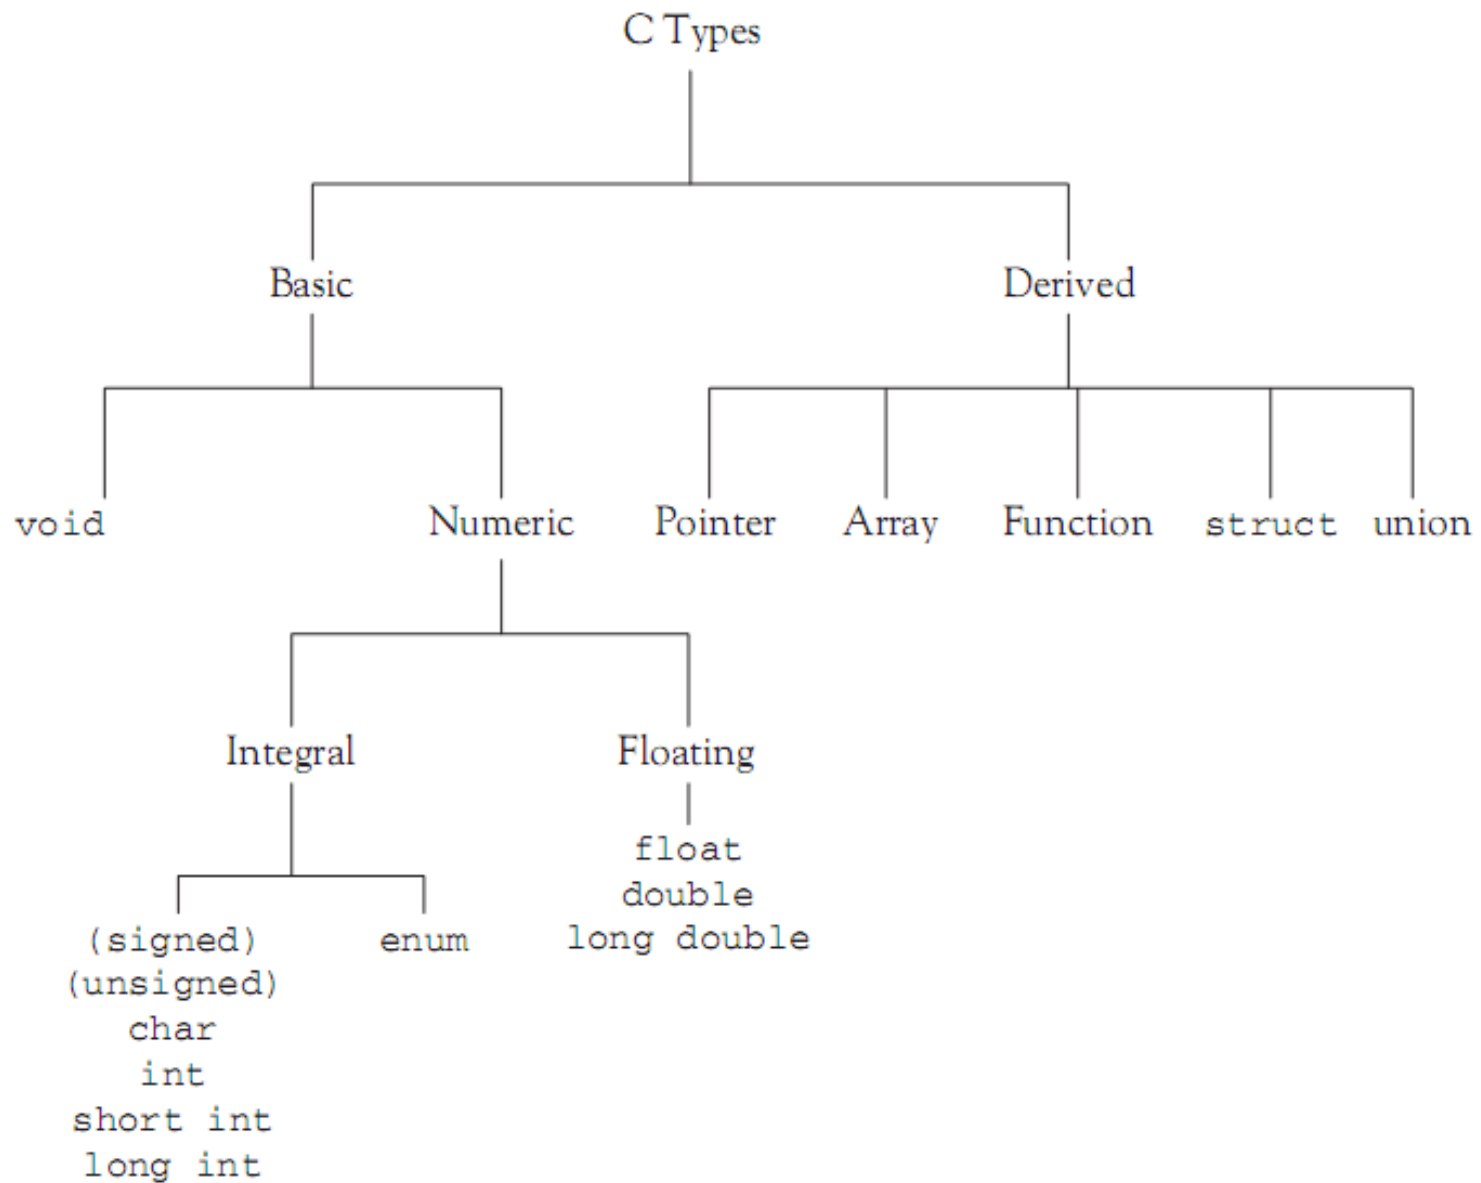 C Types
Basic
Derived
void
Numeric
Pointer
Array
Function
struct
union
Integral
Floating
float
double
long double
(signed)
(unsigned)
char
int
short int
long int
enum